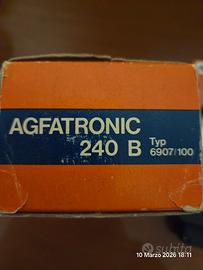 AGFATRONIC
240 B Typ
6907/100
10 Marzo 2026 18:11
subito